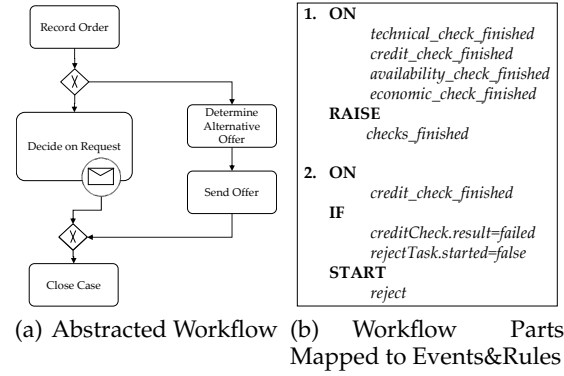 Record Order
X
Determine
Alternative
Offer
Decide on Request
Send Offer
X
Close Case
(a) Abstracted Workflow
1. ON
technical_check_finished
credit_check_finished
availability_check_finished
economic_check_finished
RAISE
checks_finished
2. ON
credit_check_finished
IF
creditCheck.result=failed
rejectTask.started=false
START
reject
(b) Workflow Parts
Mapped to Events&Rules